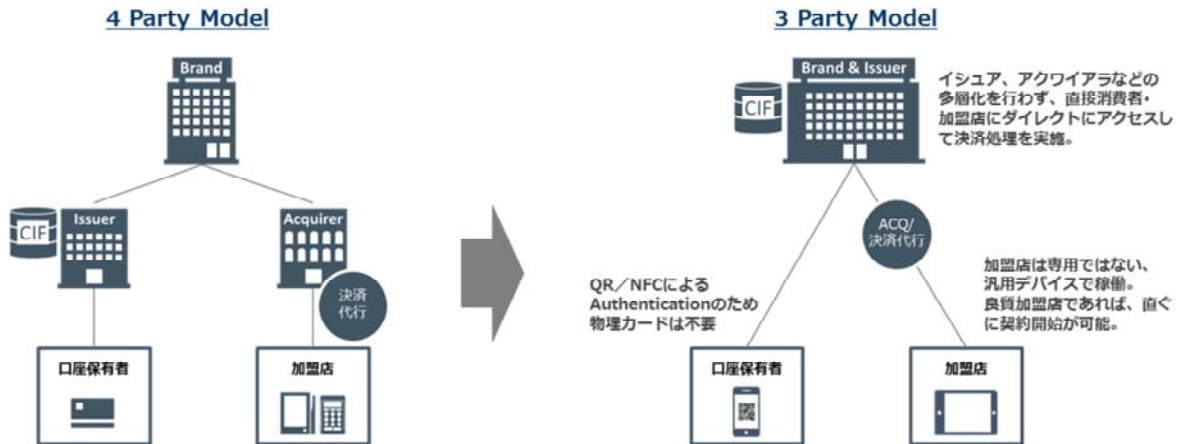 4 Party Model
Brand
CIF
Issuer
Acquirer
決済
代行
口座保有者
加盟店
3 Party Model
Brand & Issuer
CIF
イシュア、アクワイアラなどの
多層化を行わず、直接消費者・
加盟店にダイレクトにアクセスし
て決済処理を実施。
ACQ/
決済代行
QR／NFCによる
Authenticationのため
物理カードは不要
加盟店は専用ではない、
汎用デバイスで稼働。
良質加盟店であれば、直ぐ
に契約開始が可能。
口座保有者
加盟店